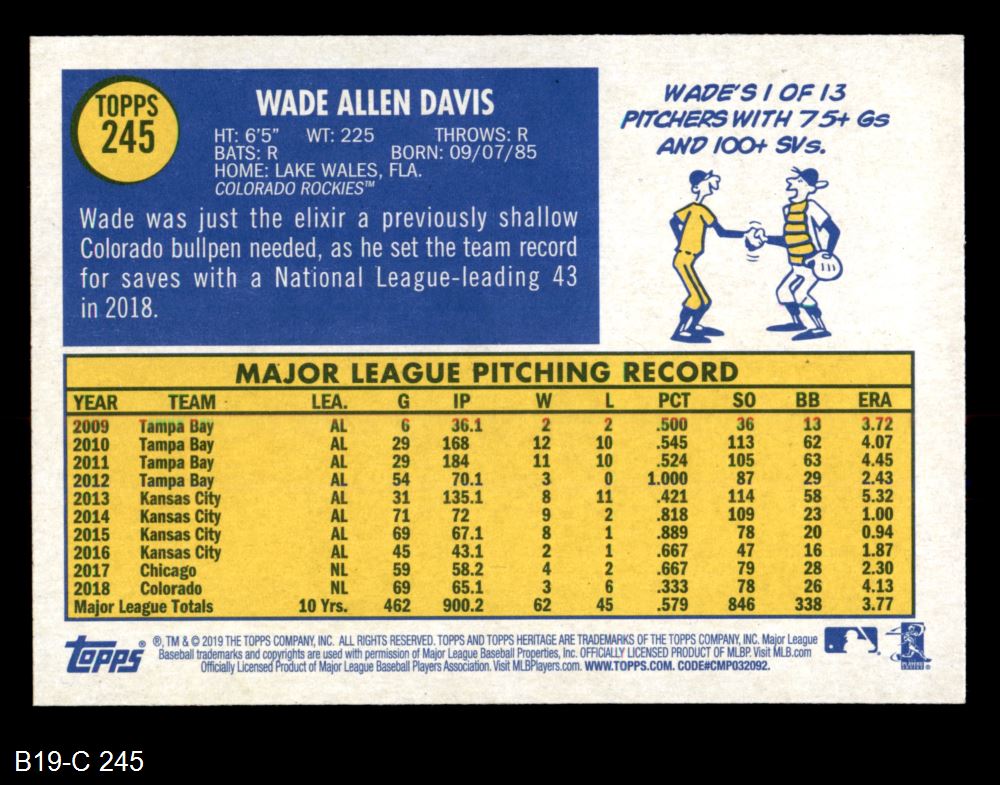 TOPPS
245
WADE ALLEN DAVIS
HT: 6'5" WT: 225 THROWS: R
BATS: R BORN: 09/07/85
HOME: LAKE WALES, FLA.
COLORADO ROCKIES™
Wade was just the elixir a previously shallow
Colorado bullpen needed, as he set the team record
for saves with a National League-leading 43
in 2018.
WADE'S 1 OF 13
PITCHERS WITH 75+ GS
AND 100+ SVS.
MAJOR LEAGUE PITCHING RECORD
YEAR TEAM LEA. G IP W L PCT SO BB ERA
2009 Tampa Bay AL 6 36.1 2 2 .500 36 13 3.72
2010 Tampa Bay AL 29 168 12 10 .545 113 62 4.07
2011 Tampa Bay AL 29 184 11 10 .524 105 63 4.45
2012 Tampa Bay AL 54 70.1 3 0 1.000 87 29 2.43
2013 Kansas City AL 31 135.1 8 11 .421 114 58 5.32
2014 Kansas City AL 71 72 9 2 .818 109 23 1.00
2015 Kansas City AL 69 67.1 8 1 .889 78 20 0.94
2016 Kansas City AL 45 43.1 2 1 .667 47 16 1.87
2017 Chicago NL 59 58.2 4 2 .667 79 28 2.30
2018 Colorado NL 69 65.1 3 6 .333 78 26 4.13
Major League Totals 10 Yrs. 462 900.2 62 45 .579 846 338 3.77
TOPPS®
®, TM & © 2019 THE TOPPS COMPANY, INC. ALL RIGHTS RESERVED. TOPPS AND TOPPS HERITAGE ARE TRADEMARKS OF THE TOPPS COMPANY, INC. Major League
Baseball trademarks and copyrights are used with permission of Major League Baseball Properties, Inc. OFFICIALLY LICENSED PRODUCT OF MLBP. Visit MLB.com
Officially Licensed Product of Major League Baseball Players Association. Visit MLBPlayers.com. WWW.TOPPS.COM. CODE#CMP032092.
B19-C 245